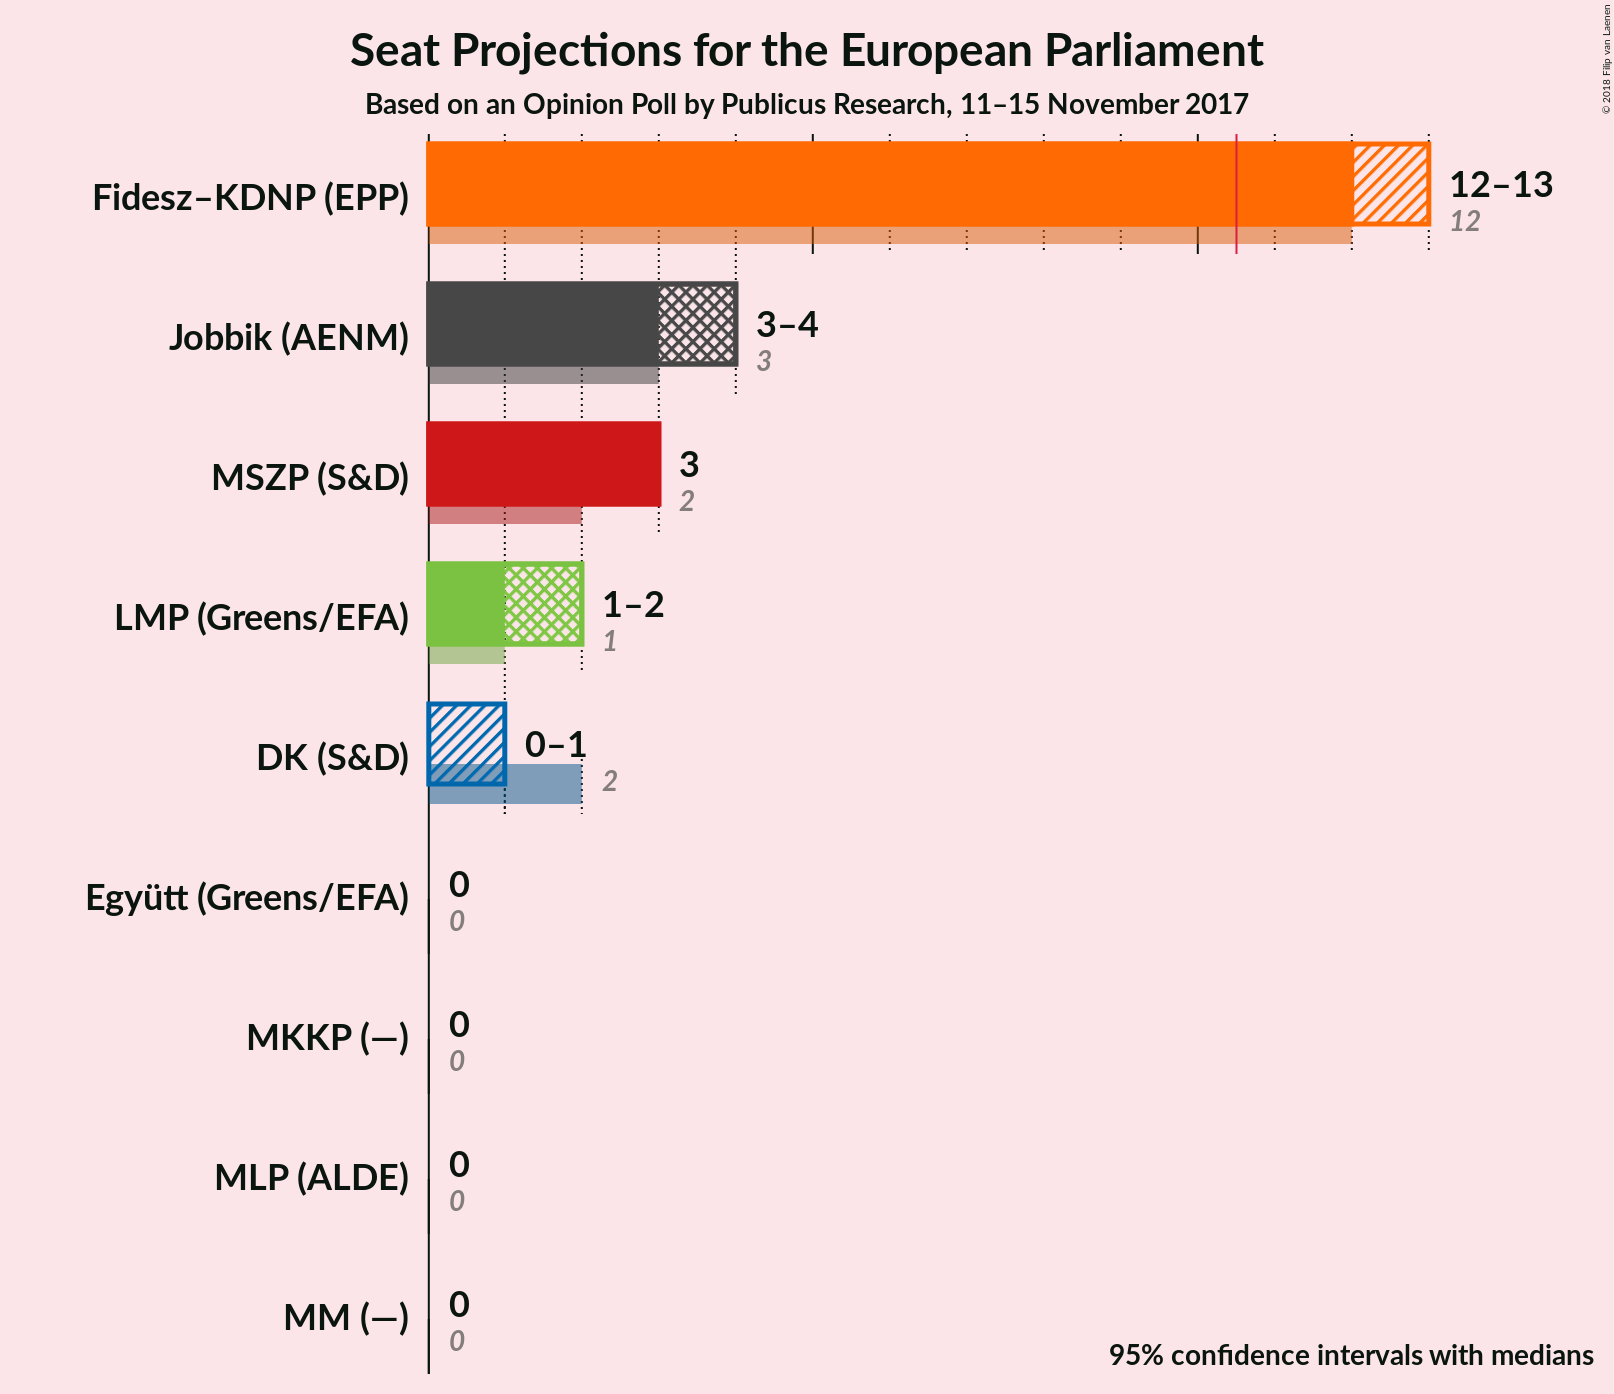 Seat Projections for the European Parliament
Based on an Opinion Poll by Publicus Research, 11–15 November 2017
© 2018 Filip van Laenen
Fidesz–KDNP (EPP)
12–13
12
Jobbik (AENM)
3–4
3
MSZP (S&D)
3
2
LMP (Greens/EFA)
1–2
1
DK (S&D)
0–1
2
Együtt (Greens/EFA)
0
0
MKKP (—)
0
0
MLP (ALDE)
0
0
MM (—)
0
0
95% confidence intervals with medians